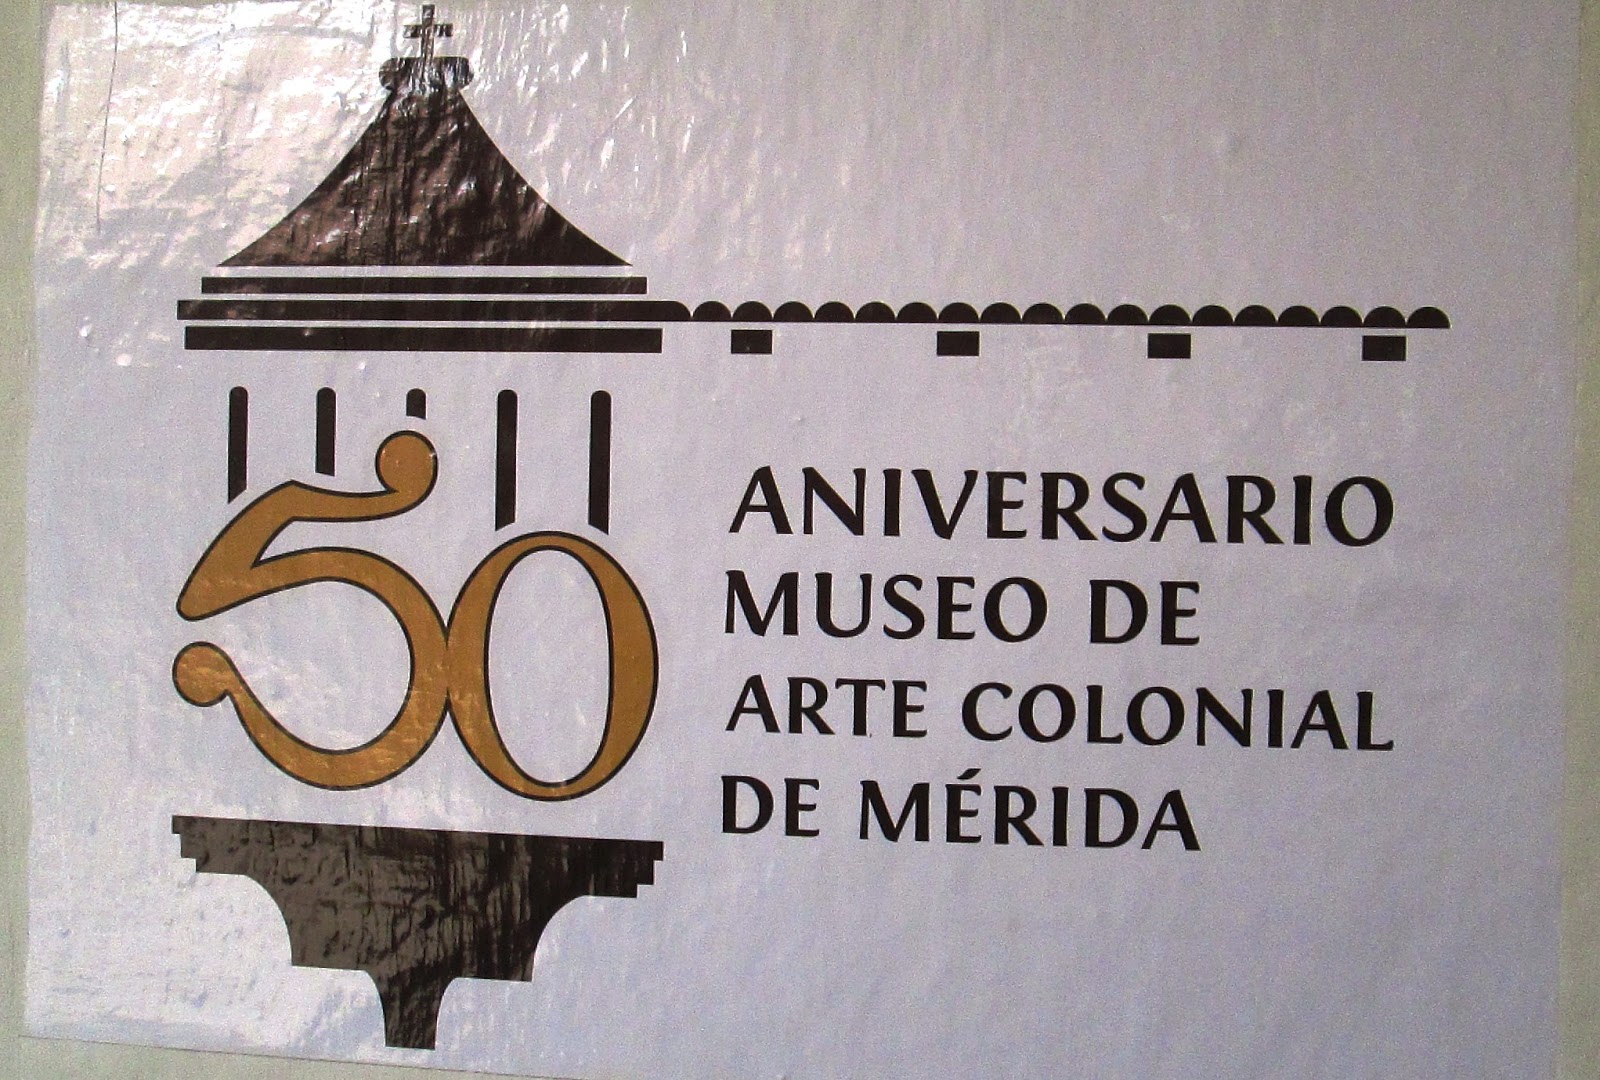 50
ANIVERSARIO
MUSEO DE
ARTE COLONIAL
DE MÉRIDA